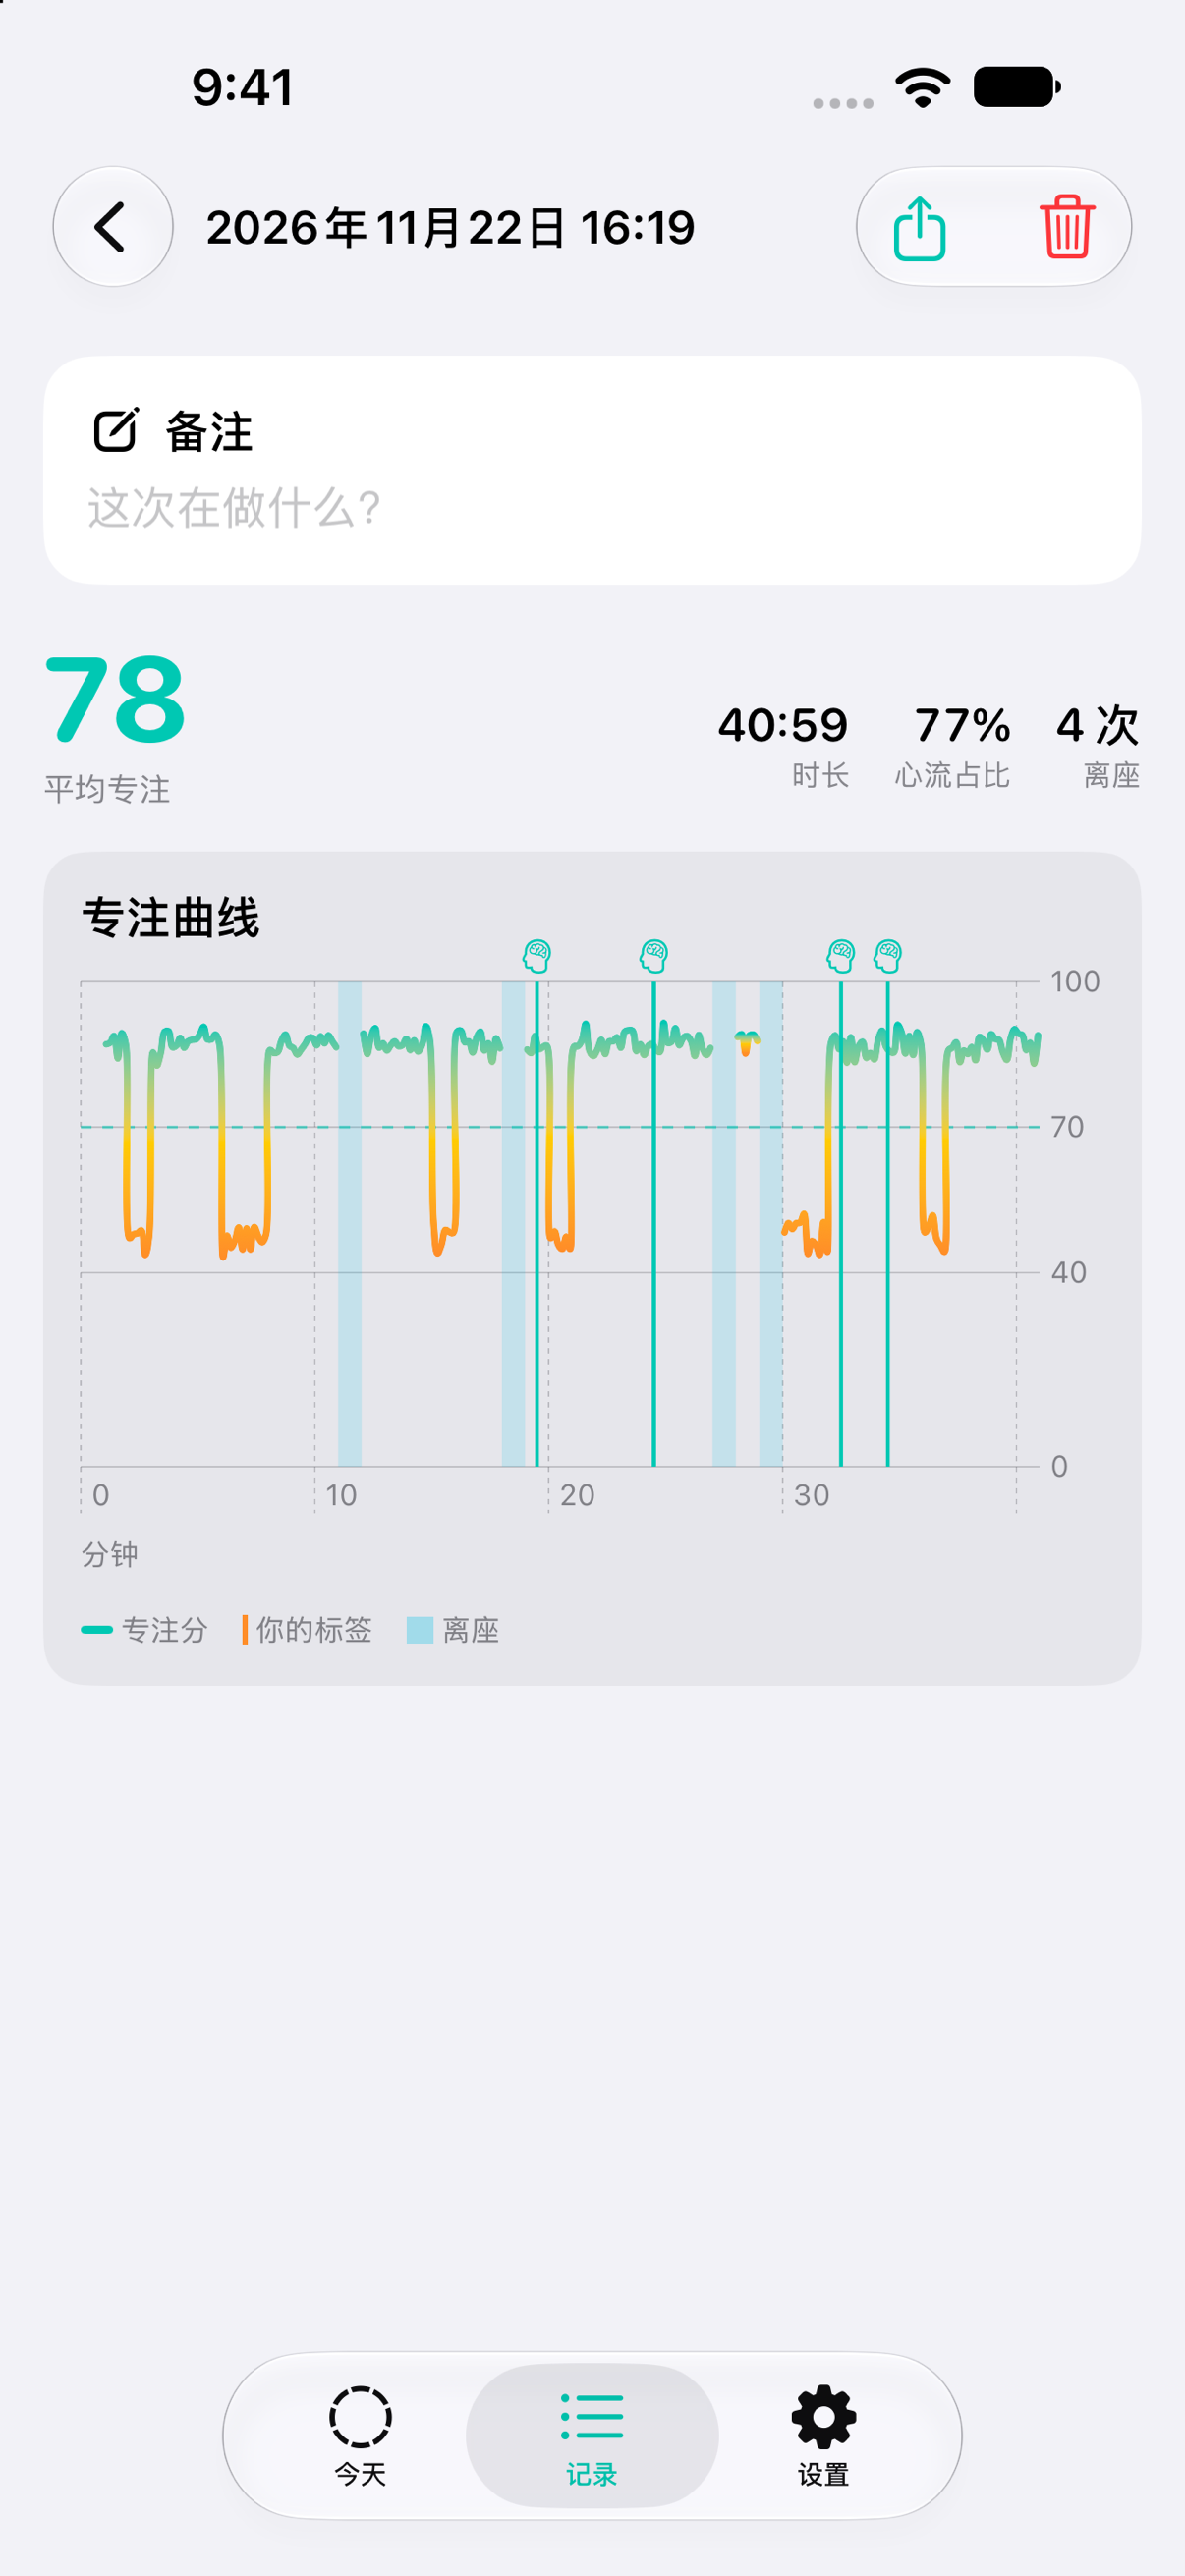 9:41
2026年11月22日 16:19
备注
这次在做什么?
78
平均专注
40:59
时长
77%
心流占比
4 次
离座
专注曲线
100
70
40
0
0 10 20 30
分钟
专注分 你的标签 离座
今天 记录 设置